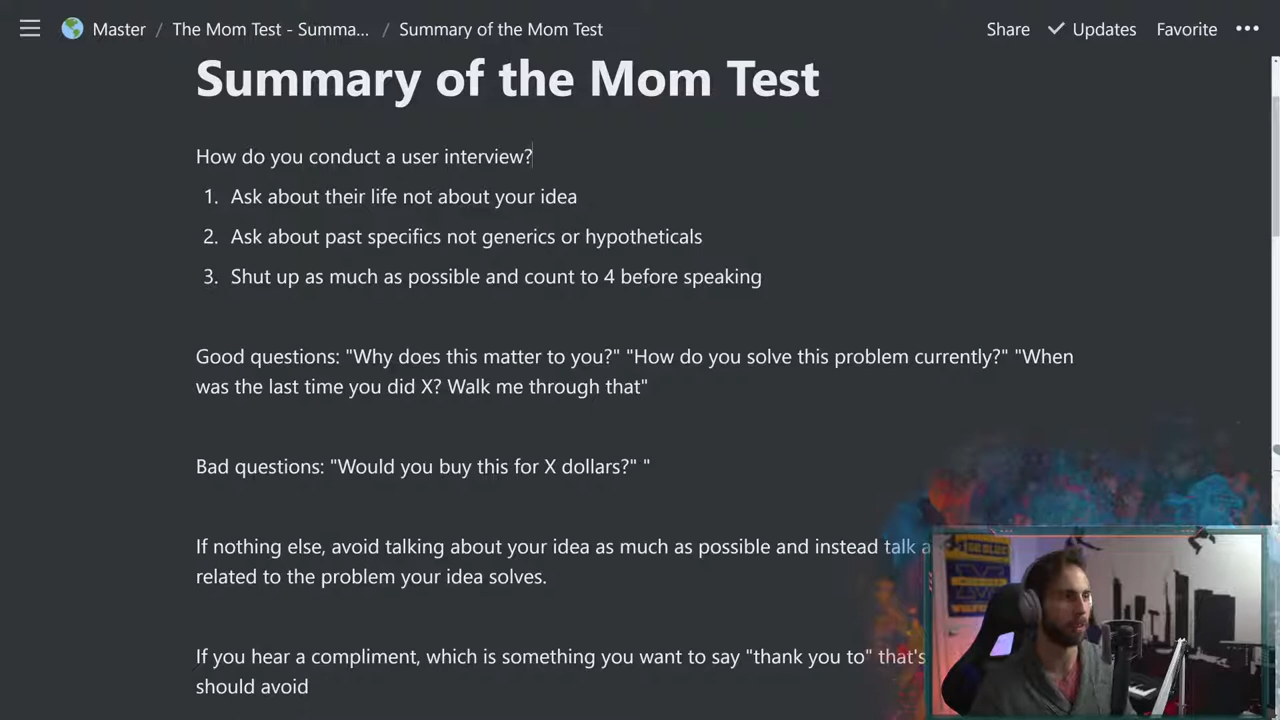 Master / The Mom Test - Summa... / Summary of the Mom Test
Share Updates Favorite
Summary of the Mom Test
How do you conduct a user interview?
1. Ask about their life not about your idea
2. Ask about past specifics not generics or hypotheticals
3. Shut up as much as possible and count to 4 before speaking
Good questions: "Why does this matter to you?" "How do you solve this problem currently?" "When
was the last time you did X? Walk me through that"
Bad questions: "Would you buy this for X dollars?" "
If nothing else, avoid talking about your idea as much as possible and instead talk
related to the problem your idea solves.
If you hear a compliment, which is something you want to say "thank you to" that's
should avoid